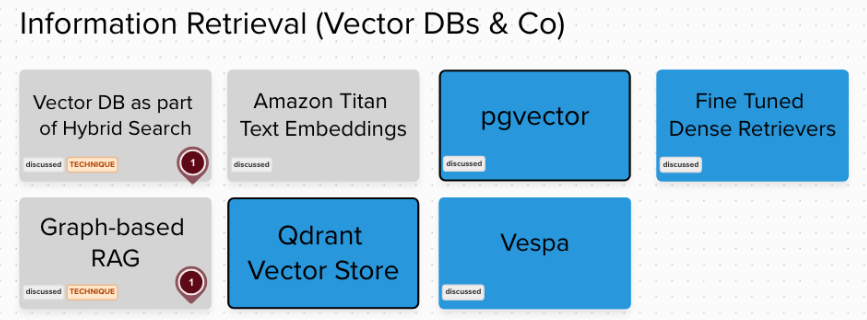 Information Retrieval (Vector DBs & Co)
Vector DB as part
of Hybrid Search
discussed TECHNIQUE 1
Amazon Titan
Text Embeddings
discussed
pgvector
discussed
Fine Tuned
Dense Retrievers
discussed
Graph-based
RAG
discussed TECHNIQUE 1
Qdrant
Vector Store
Vespa
discussed